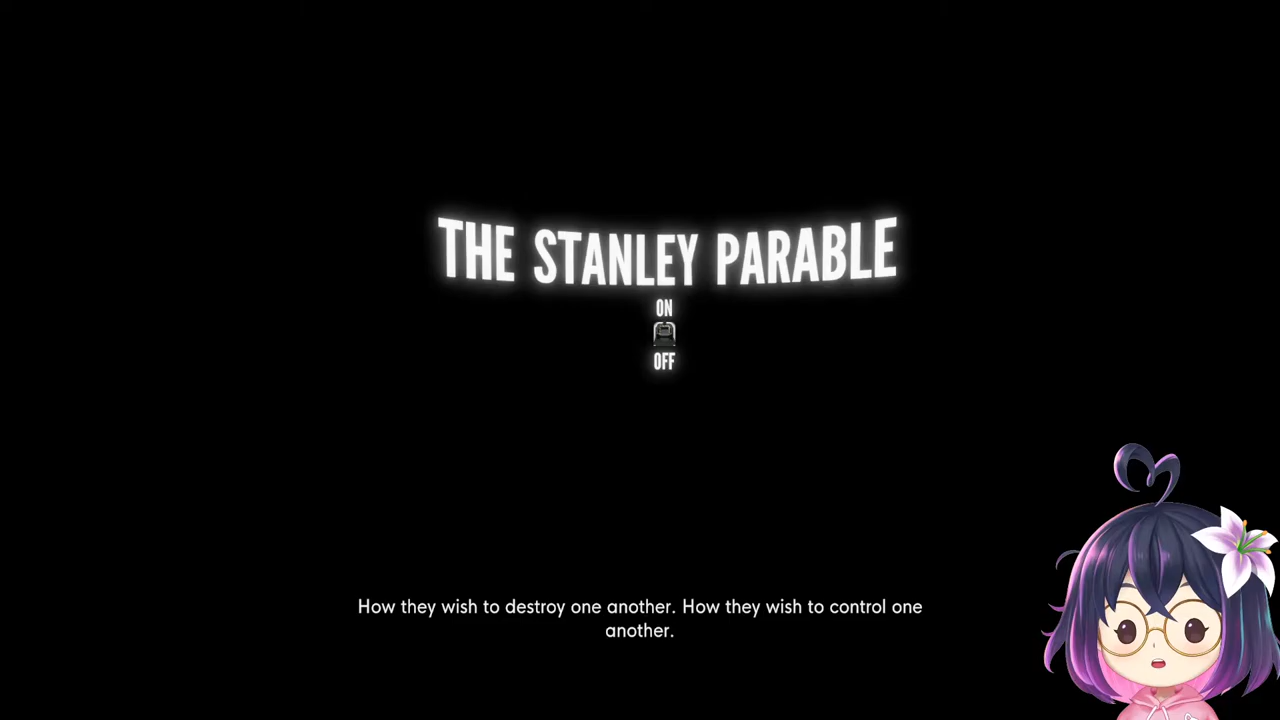 THE STANLEY PARABLE
ON
OFF
How they wish to destroy one another. How they wish to control one
another.